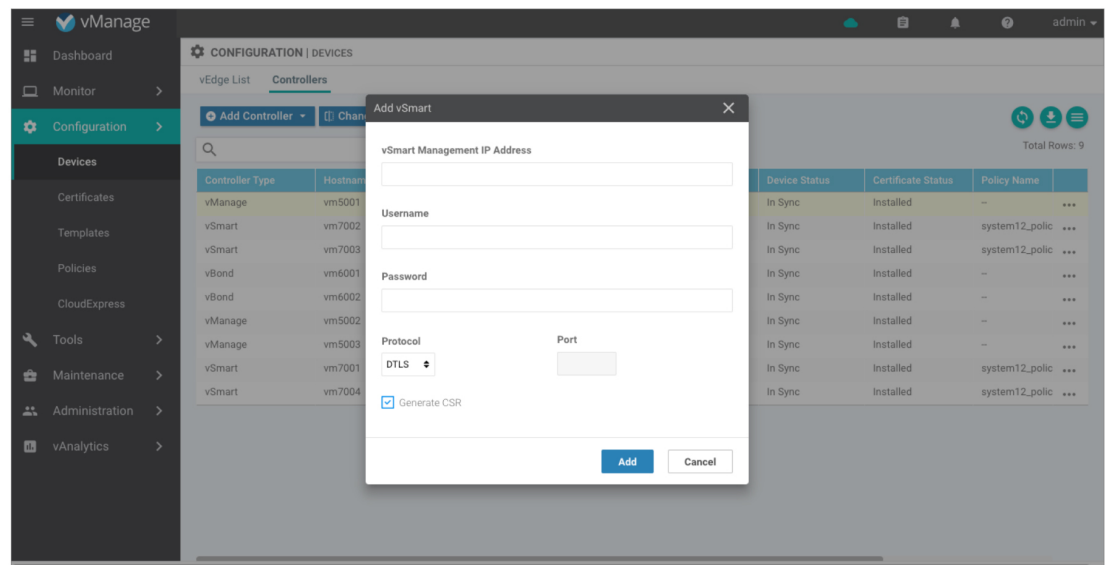 vManage
admin
Dashboard
Monitor
Configuration
Devices
Certificates
Templates
Policies
CloudExpress
Tools
Maintenance
Administration
vAnalytics
CONFIGURATION | DEVICES
vEdge List Controllers
Add Controller
Total Rows: 9
Controller Type Device Status Certificate Status Policy Name
vManage vm5001 In Sync Installed --
vSmart vm7002 In Sync Installed system12_polic
vSmart vm7003 In Sync Installed system12_polic
vBond vm6001 In Sync Installed --
vBond vm6002 In Sync Installed --
vManage vm5002 In Sync Installed --
vManage vm5003 In Sync Installed --
vSmart vm7001 In Sync Installed system12_polic
vSmart vm7004 In Sync Installed system12_polic
Add vSmart
vSmart Management IP Address
Username
Password
Protocol Port
DTLS
Generate CSR
Add Cancel